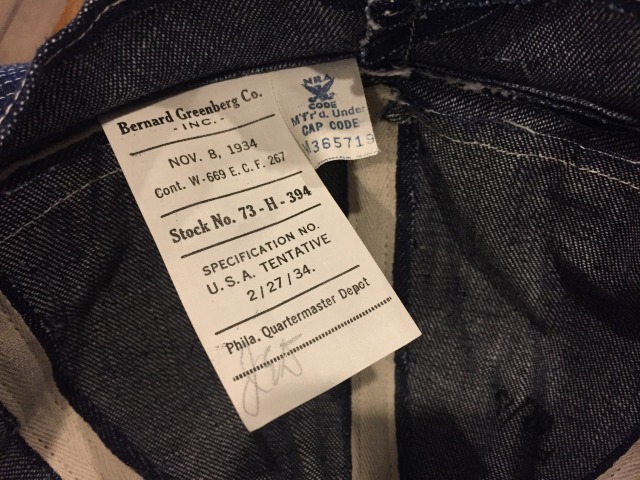 Bernard Greenberg Co.
- INC. -
NOV. 8, 1934
Cont. W-669 E.C.F. 267
Stock No. 73-H-394
SPECIFICATION NO.
U.S.A. TENTATIVE
2/27/34.
Phila. Quartermaster Depot
NRA
CODE
M'f'r'd. Under
CAP CODE
M365719